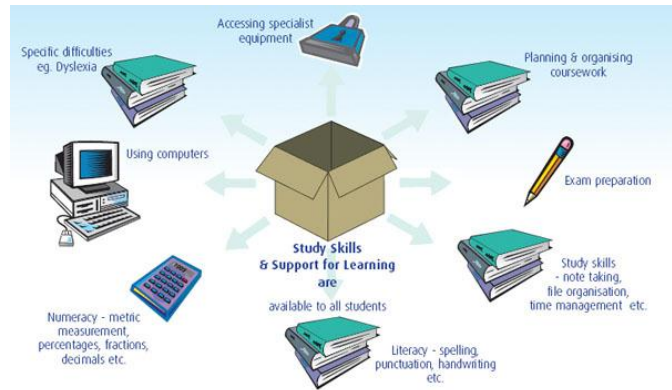 Accessing specialist
equipment
Specific difficulties
eg. Dyslexia
Planning & organising
coursework
Using computers
Exam preparation
Study Skills
& Support for Learning
are
available to all students
Study skills
- note taking,
file organisation,
time management etc.
Numeracy - metric
measurement,
percentages, fractions,
decimals etc.
Literacy - spelling,
punctuation, handwriting
etc.